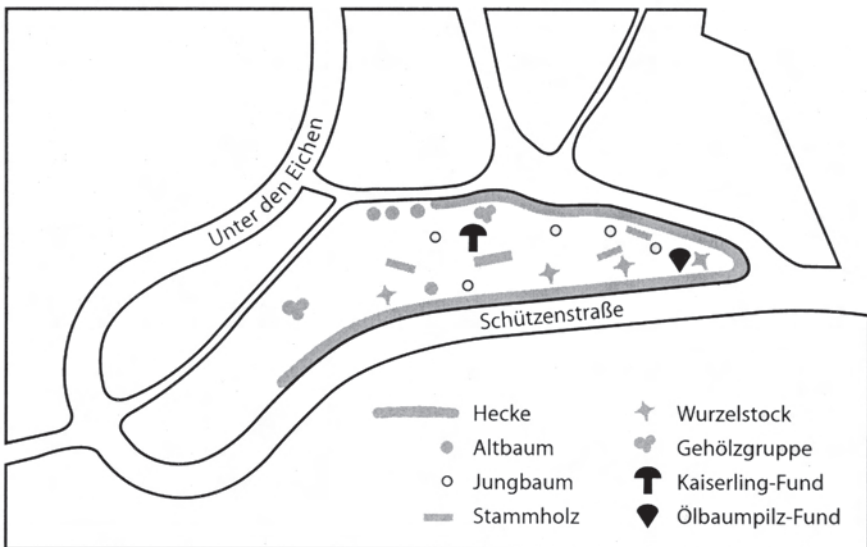 Unter den Eichen
Schützenstraße
Hecke
Altbaum
Jungbaum
Stammholz
Wurzelstock
Gehölzgruppe
Kaiserling-Fund
Ölbaumpilz-Fund